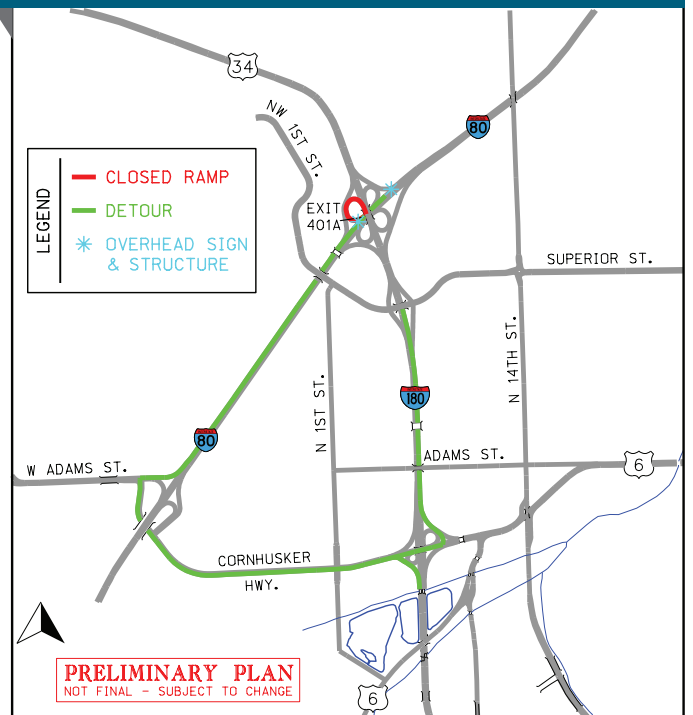 34
NW 1ST ST.
80
LEGEND
CLOSED RAMP
DETOUR
OVERHEAD SIGN
& STRUCTURE
EXIT
401A
SUPERIOR ST.
N 14TH ST.
N 1ST ST.
180
80
W ADAMS ST.
ADAMS ST.
6
CORNHUSKER
HWY.
PRELIMINARY PLAN
NOT FINAL - SUBJECT TO CHANGE
6